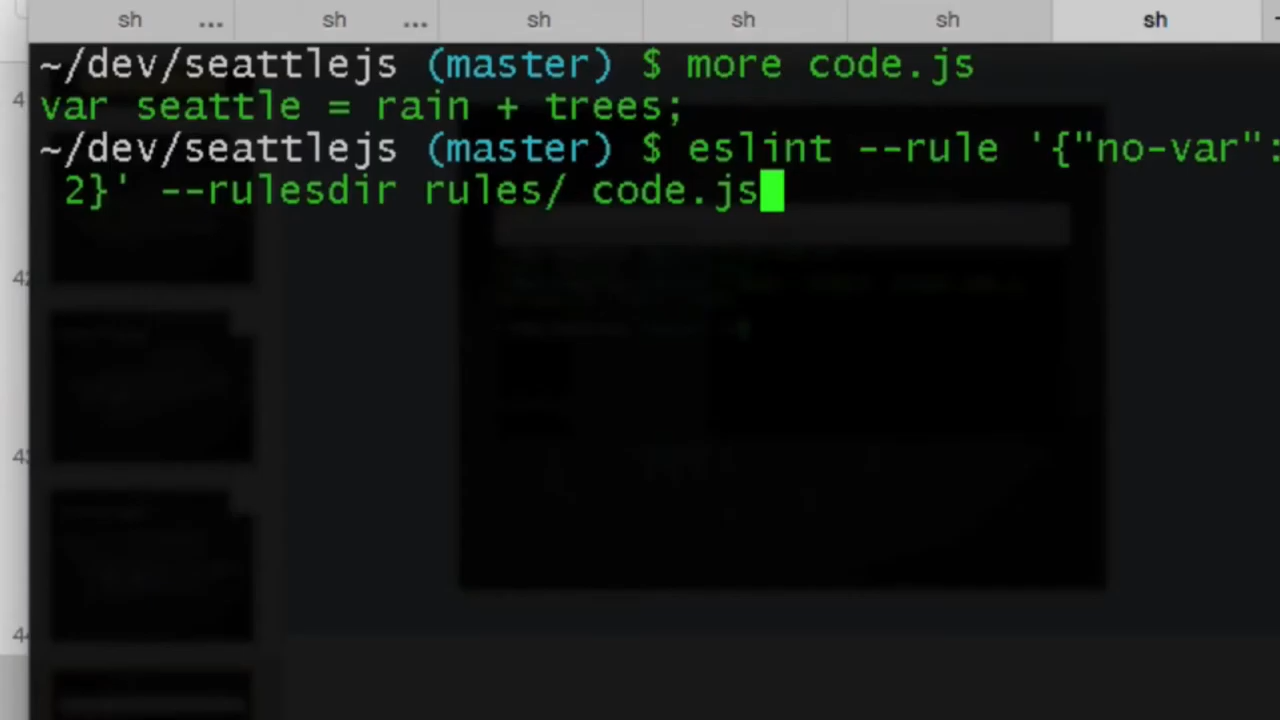 sh ... sh ... sh sh sh sh
~/dev/seattlejs (master) $ more code.js
var seattle = rain + trees;
~/dev/seattlejs (master) $ eslint --rule '{"no-var":
2}' --rulesdir rules/ code.js